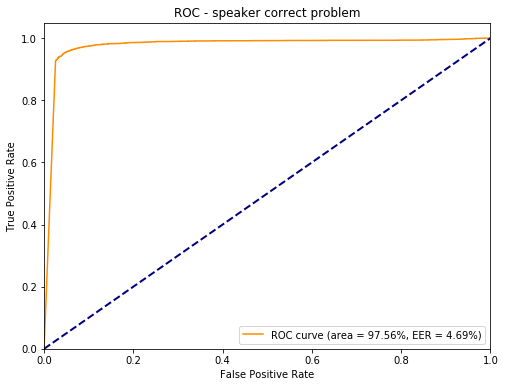 ROC - speaker correct problem
True Positive Rate
1.0
0.8
0.6
0.4
0.2
0.0
ROC curve (area = 97.56%, EER = 4.69%)
0.0 0.2 0.4 0.6 0.8 1.0
False Positive Rate